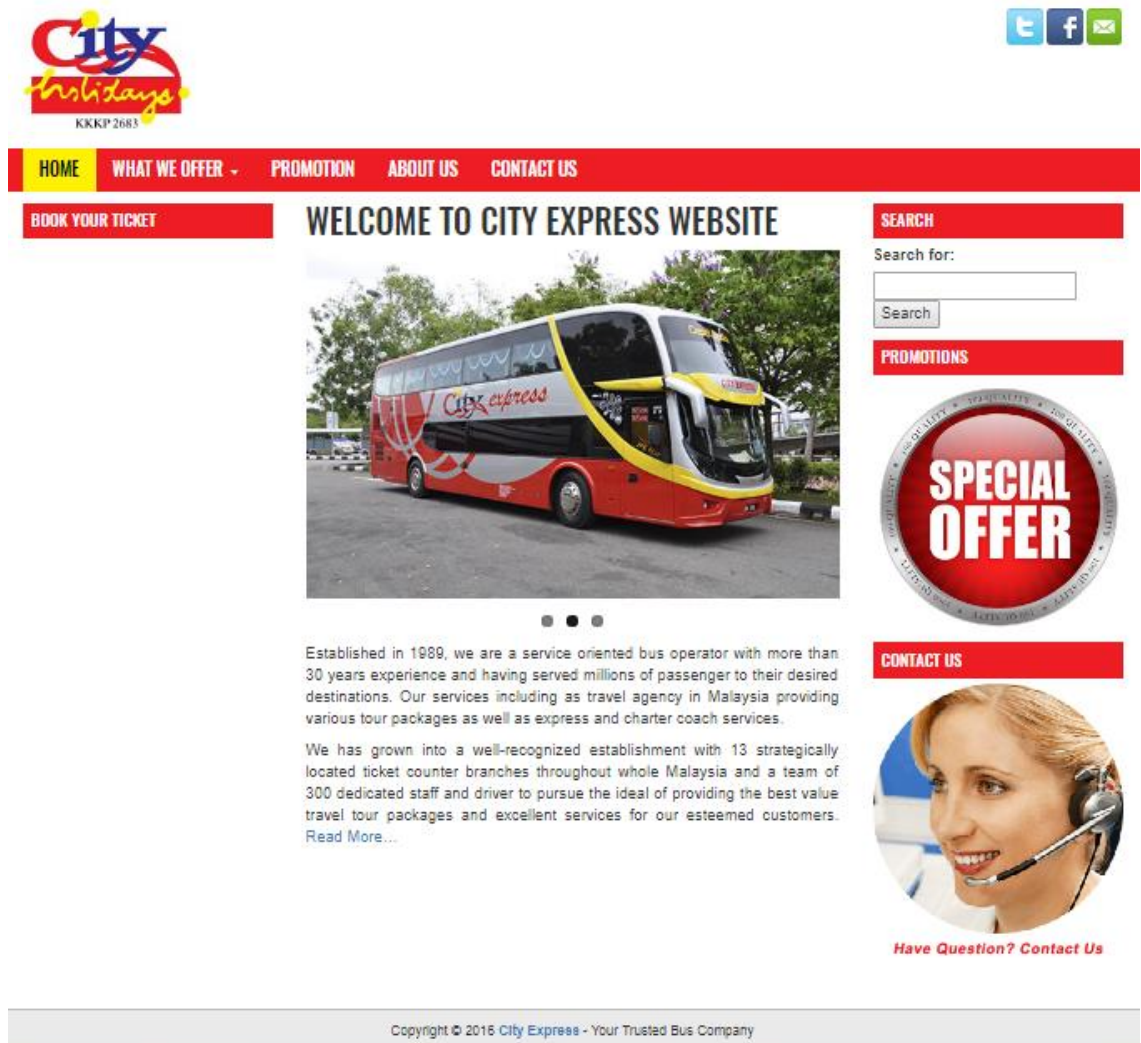 City
holidays
KKKP 2683
HOME
WHAT WE OFFER
PROMOTION
ABOUT US
CONTACT US
BOOK YOUR TICKET
WELCOME TO CITY EXPRESS WEBSITE
City express
Established in 1989, we are a service oriented bus operator with more than
30 years experience and having served millions of passenger to their desired
destinations. Our services including as travel agency in Malaysia providing
various tour packages as well as express and charter coach services.
We has grown into a well-recognized establishment with 13 strategically
located ticket counter branches throughout whole Malaysia and a team of
300 dedicated staff and driver to pursue the ideal of providing the best value
travel tour packages and excellent services for our esteemed customers.
Read More...
SEARCH
Search for:
Search
PROMOTIONS
100 QUALITY
SPECIAL
OFFER
CONTACT US
Have Question? Contact Us
Copyright © 2016 City Express - Your Trusted Bus Company